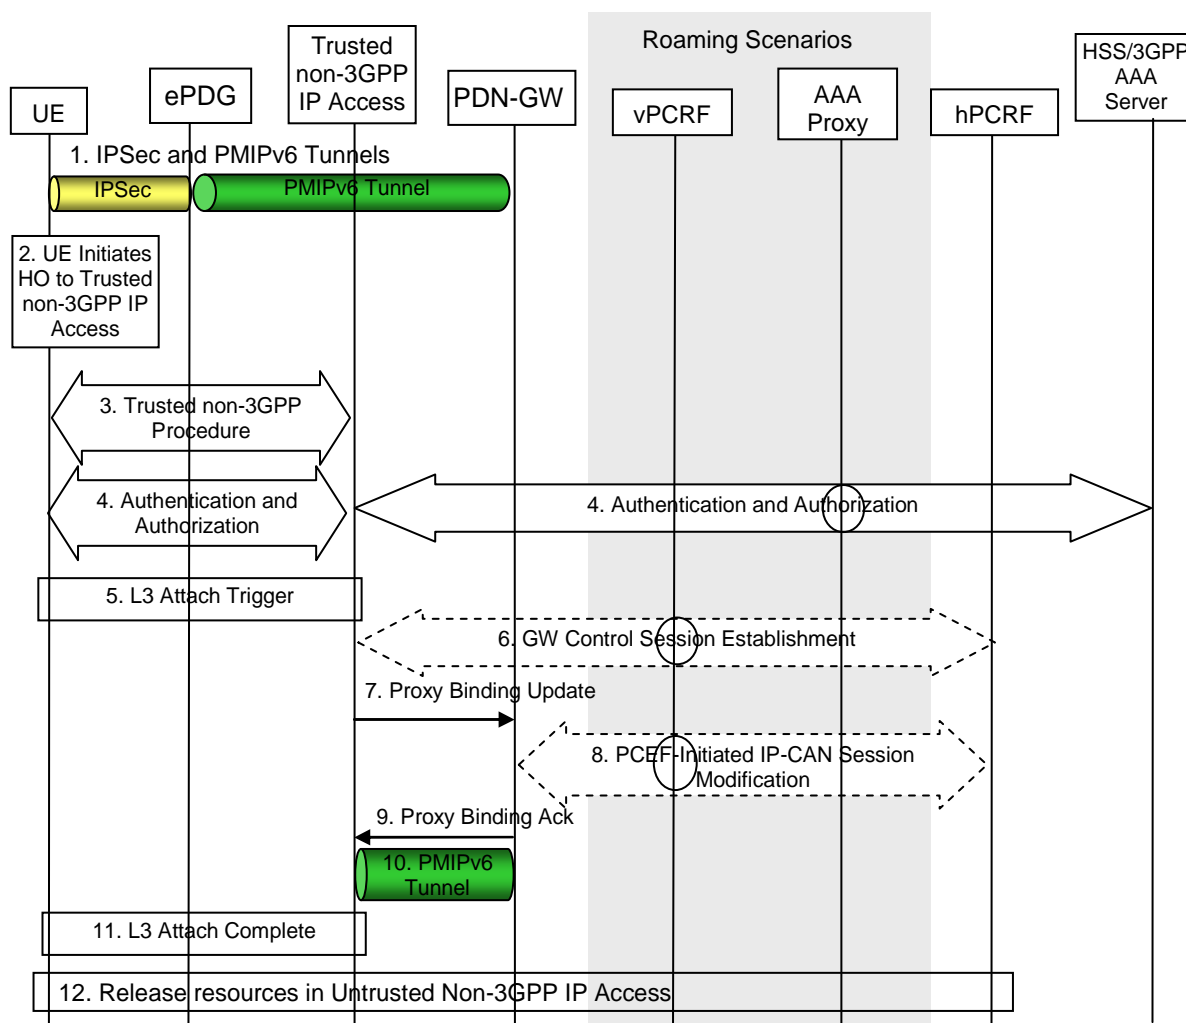 Roaming Scenarios
UE
ePDG
Trusted
non-3GPP
IP Access
PDN-GW
vPCRF
AAA
Proxy
hPCRF
HSS/3GPP
AAA
Server
1. IPSec and PMIPv6 Tunnels
IPSec
PMIPv6 Tunnel
2. UE Initiates
HO to Trusted
non-3GPP IP
Access
3. Trusted non-3GPP
Procedure
4. Authentication and
Authorization
4. Authentication and Authorization
5. L3 Attach Trigger
6. GW Control Session Establishment
7. Proxy Binding Update
8. PCEF-Initiated IP-CAN Session
Modification
9. Proxy Binding Ack
10. PMIPv6
Tunnel
11. L3 Attach Complete
12. Release resources in Untrusted Non-3GPP IP Access